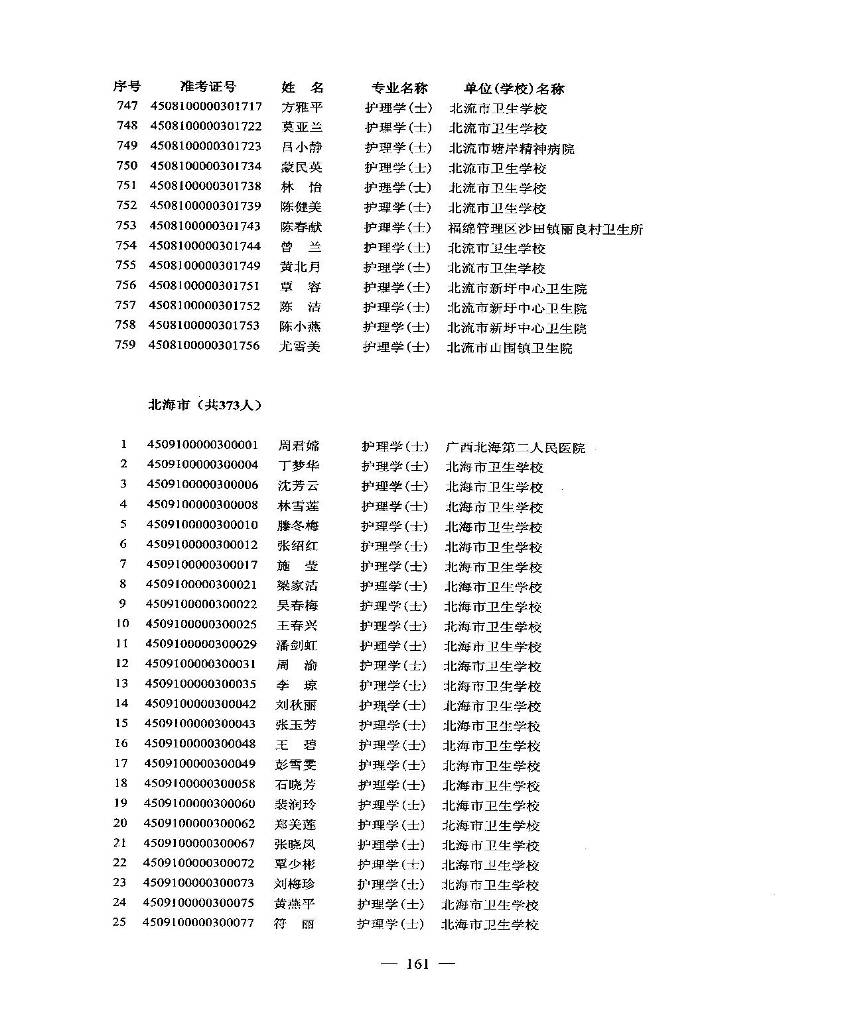 序号 准考证号 姓 名 专业名称 单位(学校)名称
747 4508100000301717 方雅平 护理学(士) 北流市卫生学校
748 4508100000301722 莫亚兰 护理学(士) 北流市卫生学校
749 4508100000301723 吕小静 护理学(士) 北流市塘岸精神病院
750 4508100000301734 蒙民英 护理学(士) 北流市卫生学校
751 4508100000301738 林 怡 护理学(士) 北流市卫生学校
752 4508100000301739 陈健美 护理学(士) 北流市卫生学校
753 4508100000301743 陈春献 护理学(士) 福绵管理区沙田镇丽良村卫生所
754 4508100000301744 曾 兰 护理学(士) 北流市卫生学校
755 4508100000301749 黄北月 护理学(士) 北流市卫生学校
756 4508100000301751 覃 容 护理学(士) 北流市新圩中心卫生院
757 4508100000301752 陈 洁 护理学(士) 北流市新圩中心卫生院
758 4508100000301753 陈小燕 护理学(士) 北流市新圩中心卫生院
759 4508100000301756 尤雪美 护理学(士) 北流市山围镇卫生院
北海市（共373人）
1 4509100000300001 周君嫦 护理学(士) 广西北海第二人民医院
2 4509100000300004 丁梦华 护理学(士) 北海市卫生学校
3 4509100000300006 沈芳云 护理学(士) 北海市卫生学校
4 4509100000300008 林雪莲 护理学(士) 北海市卫生学校
5 4509100000300010 滕冬梅 护理学(士) 北海市卫生学校
6 4509100000300012 张绍红 护理学(士) 北海市卫生学校
7 4509100000300017 施 莹 护理学(士) 北海市卫生学校
8 4509100000300021 梁家洁 护理学(士) 北海市卫生学校
9 4509100000300022 吴春梅 护理学(士) 北海市卫生学校
10 4509100000300025 王春兴 护理学(士) 北海市卫生学校
11 4509100000300029 潘剑虹 护理学(士) 北海市卫生学校
12 4509100000300031 周 渝 护理学(士) 北海市卫生学校
13 4509100000300035 李 琼 护理学(士) 北海市卫生学校
14 4509100000300042 刘秋丽 护理学(士) 北海市卫生学校
15 4509100000300043 张玉芳 护理学(士) 北海市卫生学校
16 4509100000300048 王 碧 护理学(士) 北海市卫生学校
17 4509100000300049 彭雪雯 护理学(士) 北海市卫生学校
18 4509100000300058 石晓芳 护理学(士) 北海市卫生学校
19 4509100000300060 裴润玲 护理学(士) 北海市卫生学校
20 4509100000300062 郑美莲 护理学(士) 北海市卫生学校
21 4509100000300067 张晓凤 护理学(士) 北海市卫生学校
22 4509100000300072 覃少彬 护理学(士) 北海市卫生学校
23 4509100000300073 刘梅珍 护理学(士) 北海市卫生学校
24 4509100000300075 黄燕平 护理学(士) 北海市卫生学校
25 4509100000300077 符 丽 护理学(士) 北海市卫生学校
— 161 —